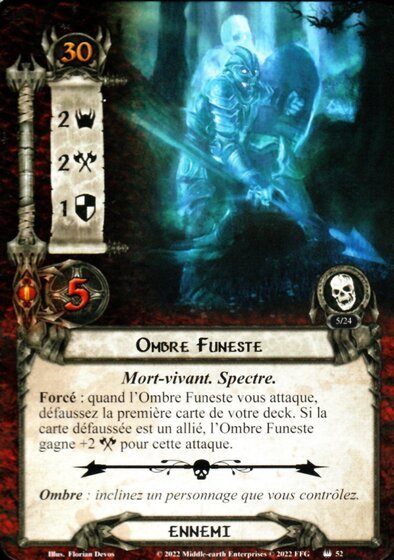 30
2
2
1
5
5/24
Ombre Funeste
Mort-vivant. Spectre.
Forcé : quand l'Ombre Funeste vous attaque,
défaussez la première carte de votre deck. Si la
carte défaussée est un allié, l'Ombre Funeste
gagne +2 pour cette attaque.
Ombre : inclinez un personnage que vous contrôlez.
ENNEMI
Illus. Florian Devos © 2022 Middle-earth Enterprises © 2022 FFG 52